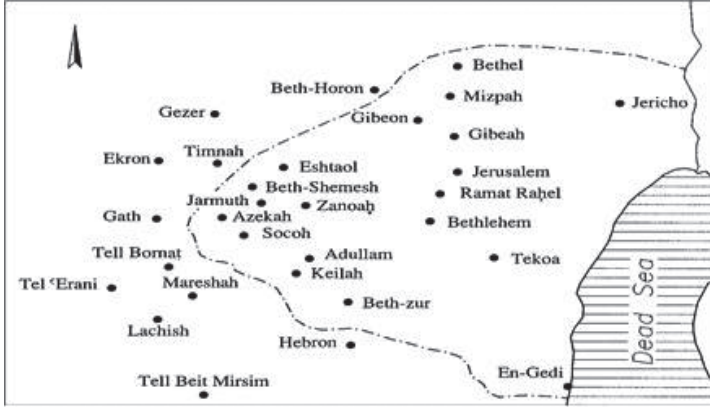 Bethel
Beth-Horon
Mizpah
Jericho
Gezer
Gibeon
Gibeah
Timnah
Ekron
Eshtaol
Jerusalem
Beth-Shemesh
Ramat Raḥel
Jarmuth
Zanoaḥ
Gath
Azekah
Bethlehem
Socoh
Tell Bornaṭ
Adullam
Tekoa
Keilah
Tel ʿErani
Mareshah
Beth-zur
Dead Sea
Lachish
Hebron
En-Gedi
Tell Beit Mirsim